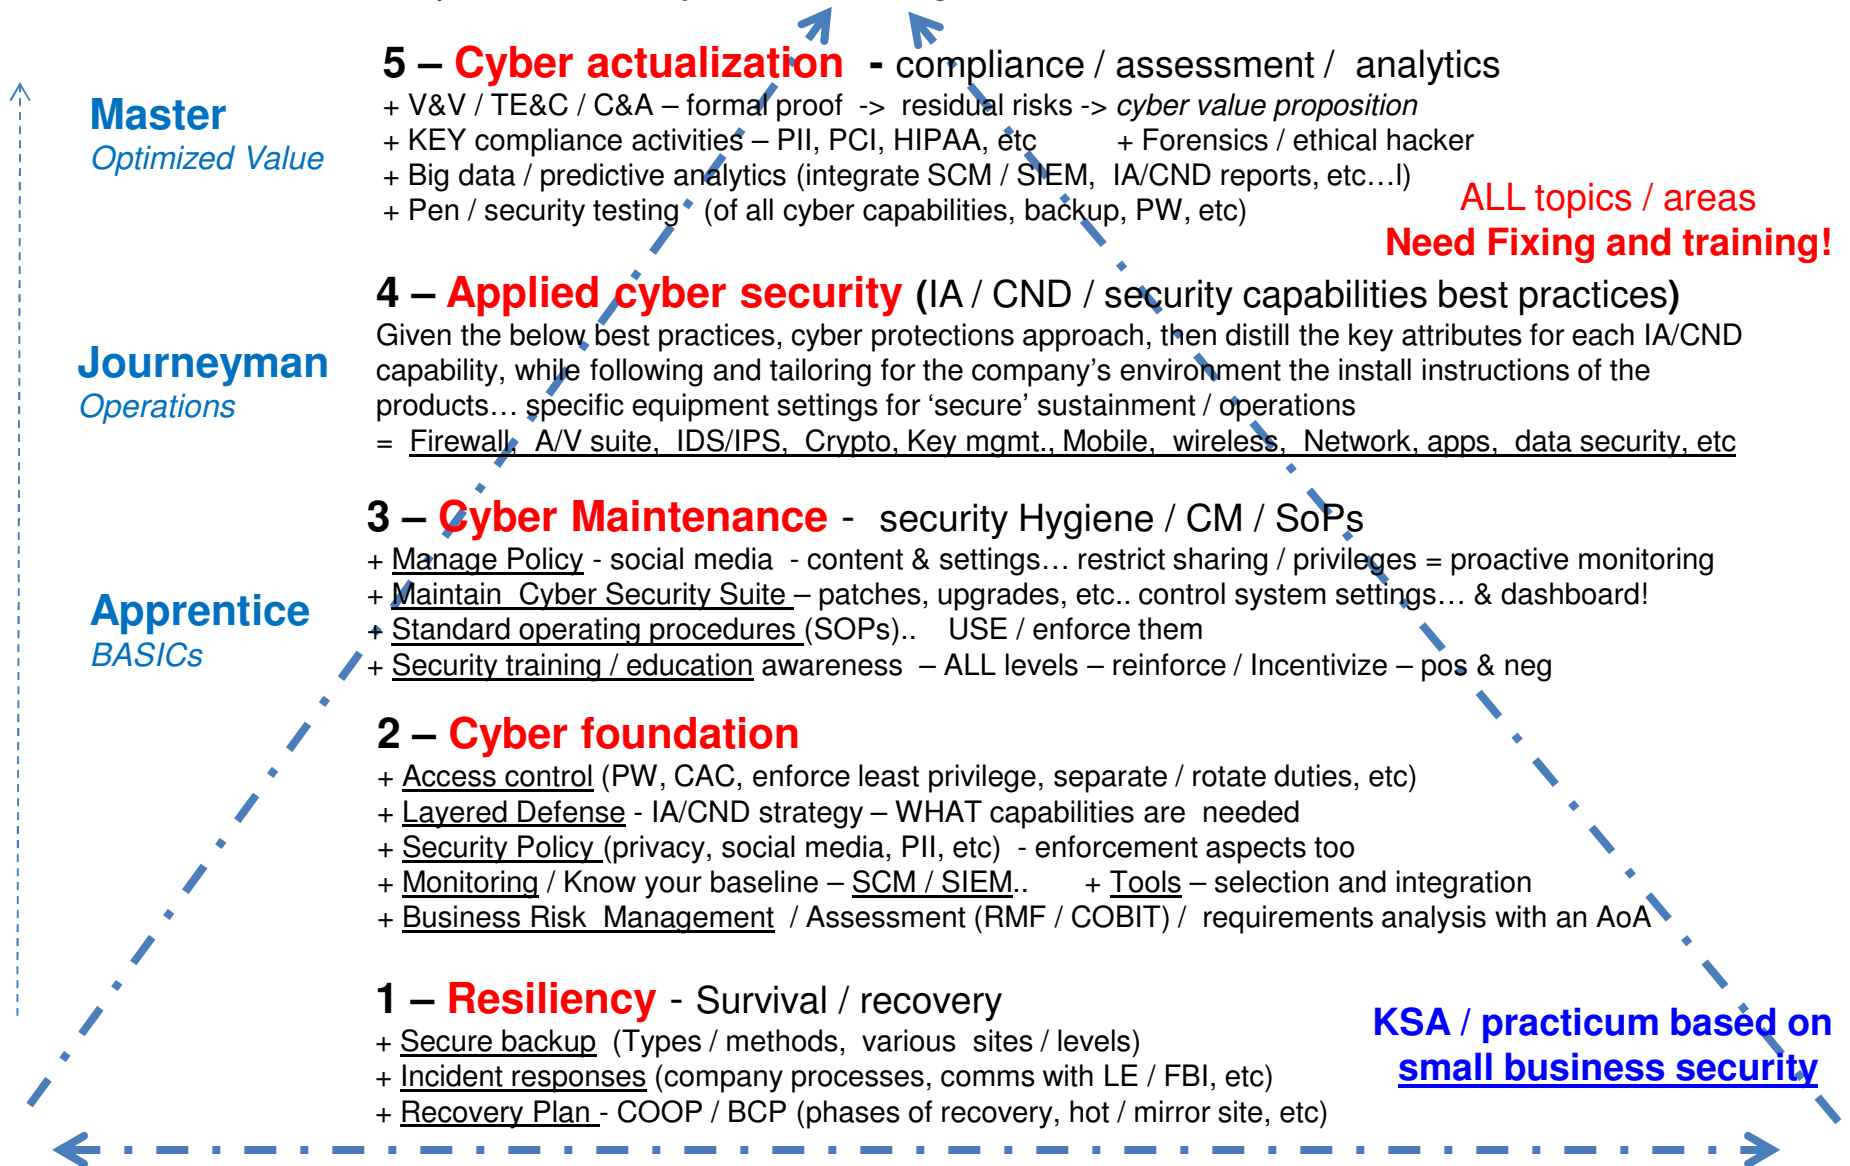 5 – Cyber actualization - compliance / assessment / analytics
+ V&V / TE&C / C&A – formal proof -> residual risks -> cyber value proposition
+ KEY compliance activities – PII, PCI, HIPAA, etc + Forensics / ethical hacker
+ Big data / predictive analytics (integrate SCM / SIEM, IA/CND reports, etc…l)
+ Pen / security testing (of all cyber capabilities, backup, PW, etc)
Master
Optimized Value
ALL topics / areas
Need Fixing and training!
4 – Applied cyber security (IA / CND / security capabilities best practices)
Given the below best practices, cyber protections approach, then distill the key attributes for each IA/CND
capability, while following and tailoring for the company’s environment the install instructions of the
products… specific equipment settings for ‘secure’ sustainment / operations
= Firewall, A/V suite, IDS/IPS, Crypto, Key mgmt., Mobile, wireless, Network, apps, data security, etc
Journeyman
Operations
3 – Cyber Maintenance - security Hygiene / CM / SoPs
+ Manage Policy - social media - content & settings… restrict sharing / privileges = proactive monitoring
+ Maintain Cyber Security Suite – patches, upgrades, etc.. control system settings… & dashboard!
+ Standard operating procedures (SOPs).. USE / enforce them
+ Security training / education awareness – ALL levels – reinforce / Incentivize – pos & neg
Apprentice
BASICs
2 – Cyber foundation
+ Access control (PW, CAC, enforce least privilege, separate / rotate duties, etc)
+ Layered Defense - IA/CND strategy – WHAT capabilities are needed
+ Security Policy (privacy, social media, PII, etc) - enforcement aspects too
+ Monitoring / Know your baseline – SCM / SIEM.. + Tools – selection and integration
+ Business Risk Management / Assessment (RMF / COBIT) / requirements analysis with an AoA
1 – Resiliency - Survival / recovery
+ Secure backup (Types / methods, various sites / levels)
+ Incident responses (company processes, comms with LE / FBI, etc)
+ Recovery Plan - COOP / BCP (phases of recovery, hot / mirror site, etc)
KSA / practicum based on
small business security